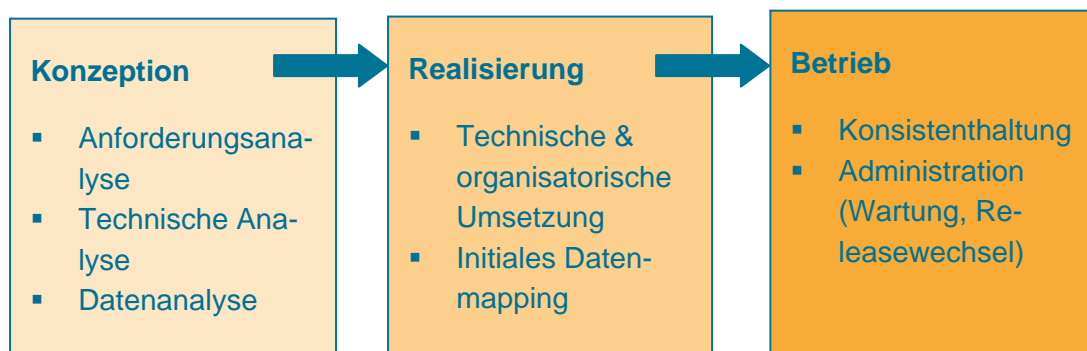 Konzeption
▪ Anforderungsana-
lyse
▪ Technische Ana-
lyse
▪ Datenanalyse
Realisierung
▪ Technische &
organisatorische
Umsetzung
▪ Initiales Daten-
mapping
Betrieb
▪ Konsistenthaltung
▪ Administration
(Wartung, Re-
leasewechsel)